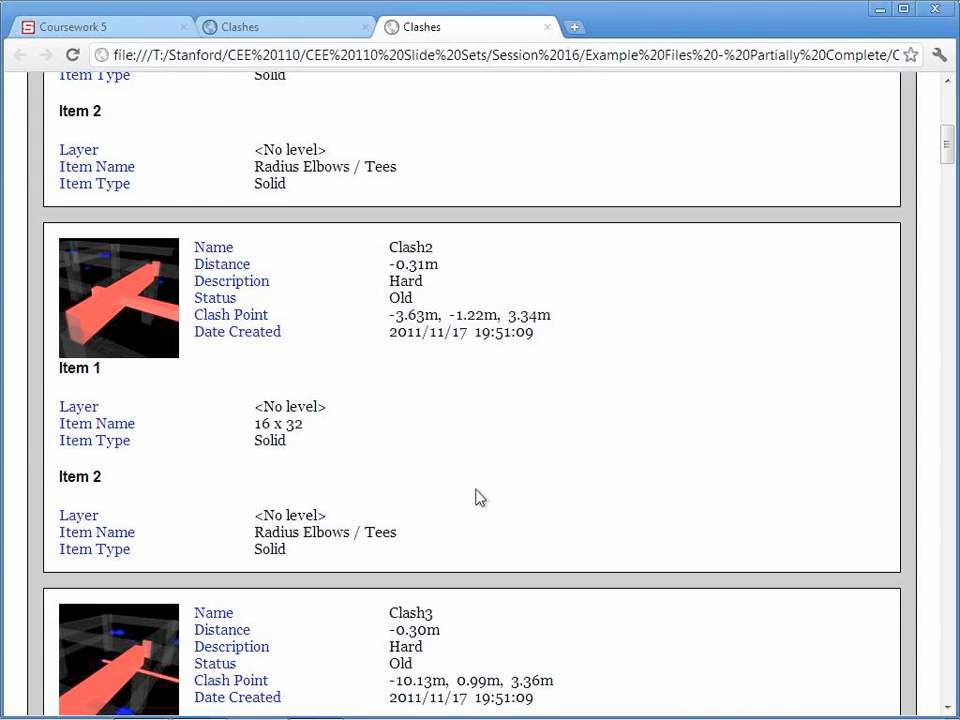 Coursework 5
Clashes
Clashes
file:///T:/Stanford/CEE%20110/CEE%20110%20Slide%20Sets/Session%2016/Example%20Files%20-%20Partially%20Complete/C
Item Type Solid
Item 2
Layer <No level>
Item Name Radius Elbows / Tees
Item Type Solid
Name Clash2
Distance -0.31m
Description Hard
Status Old
Clash Point -3.63m, -1.22m, 3.34m
Date Created 2011/11/17 19:51:09
Item 1
Layer <No level>
Item Name 16 x 32
Item Type Solid
Item 2
Layer <No level>
Item Name Radius Elbows / Tees
Item Type Solid
Name Clash3
Distance -0.30m
Description Hard
Status Old
Clash Point -10.13m, 0.99m, 3.36m
Date Created 2011/11/17 19:51:09